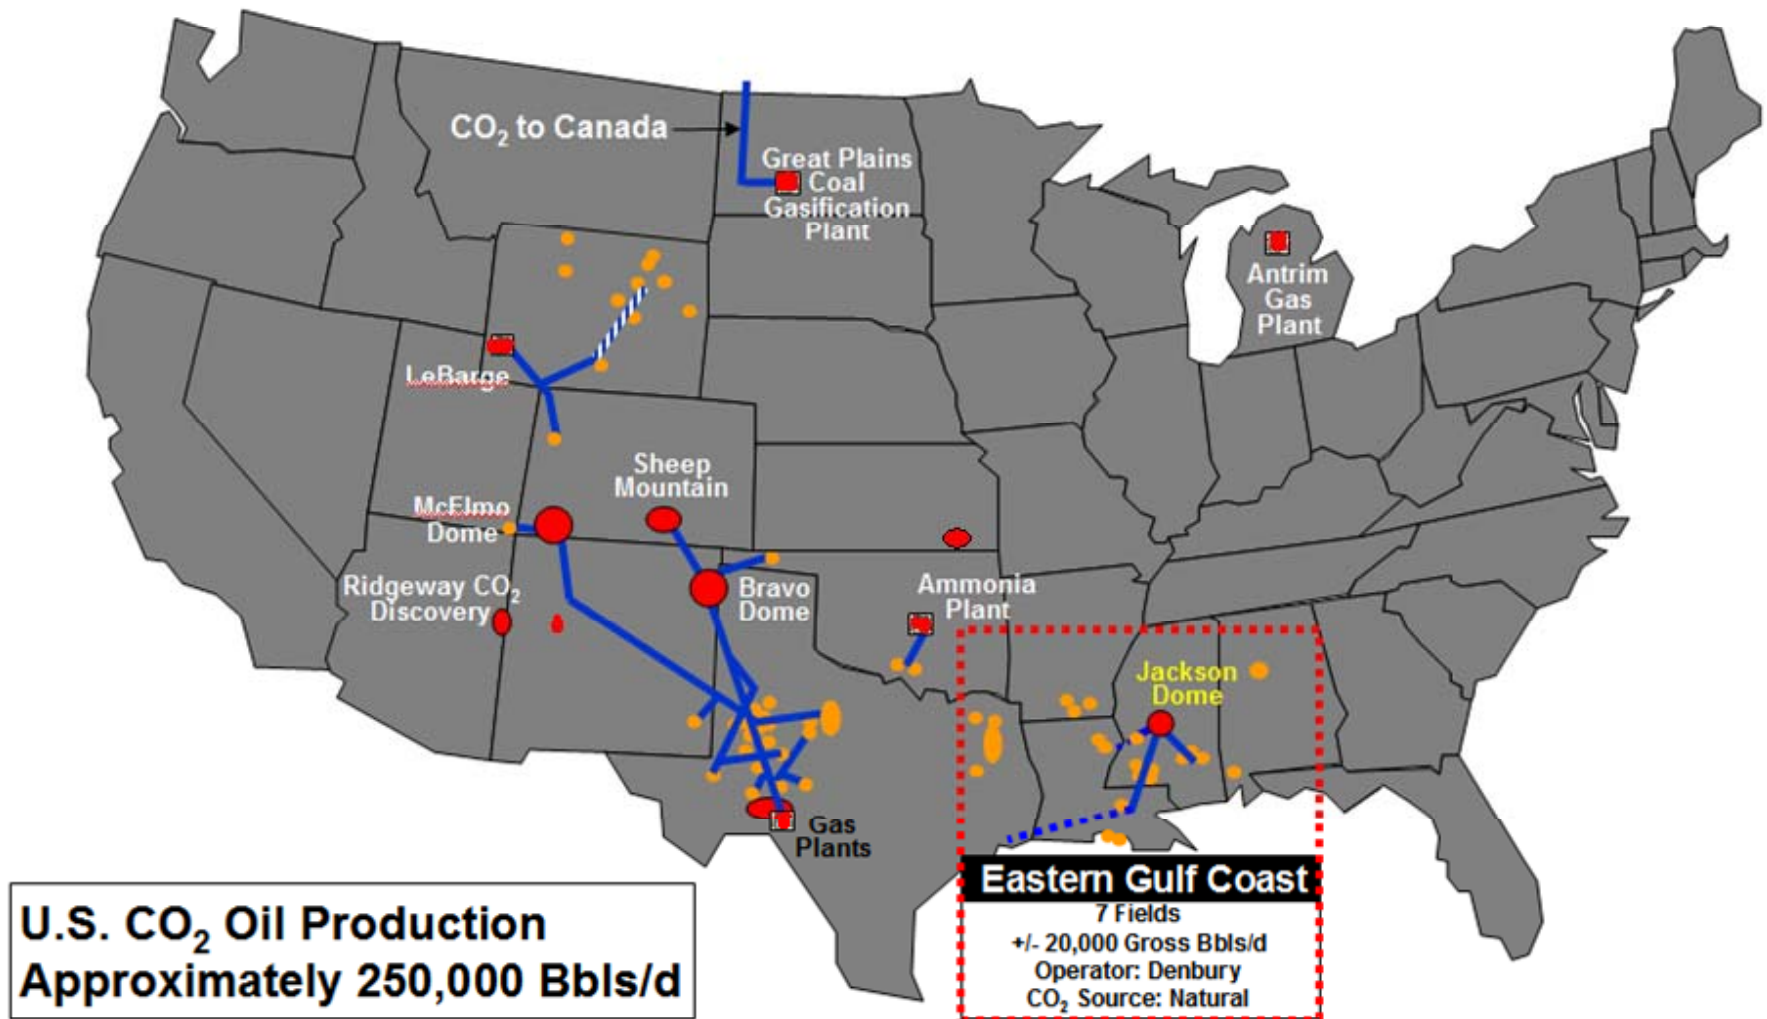 CO₂ to Canada
Great Plains
Coal
Gasification
Plant
Antrim
Gas
Plant
LeBarge
Sheep
Mountain
McElmo
Dome
Ridgeway CO₂
Discovery
Bravo
Dome
Ammonia
Plant
Jackson
Dome
Gas
Plants
Eastern Gulf Coast
7 Fields
+/- 20,000 Gross Bbls/d
Operator: Denbury
CO₂ Source: Natural
U.S. CO₂ Oil Production
Approximately 250,000 Bbls/d